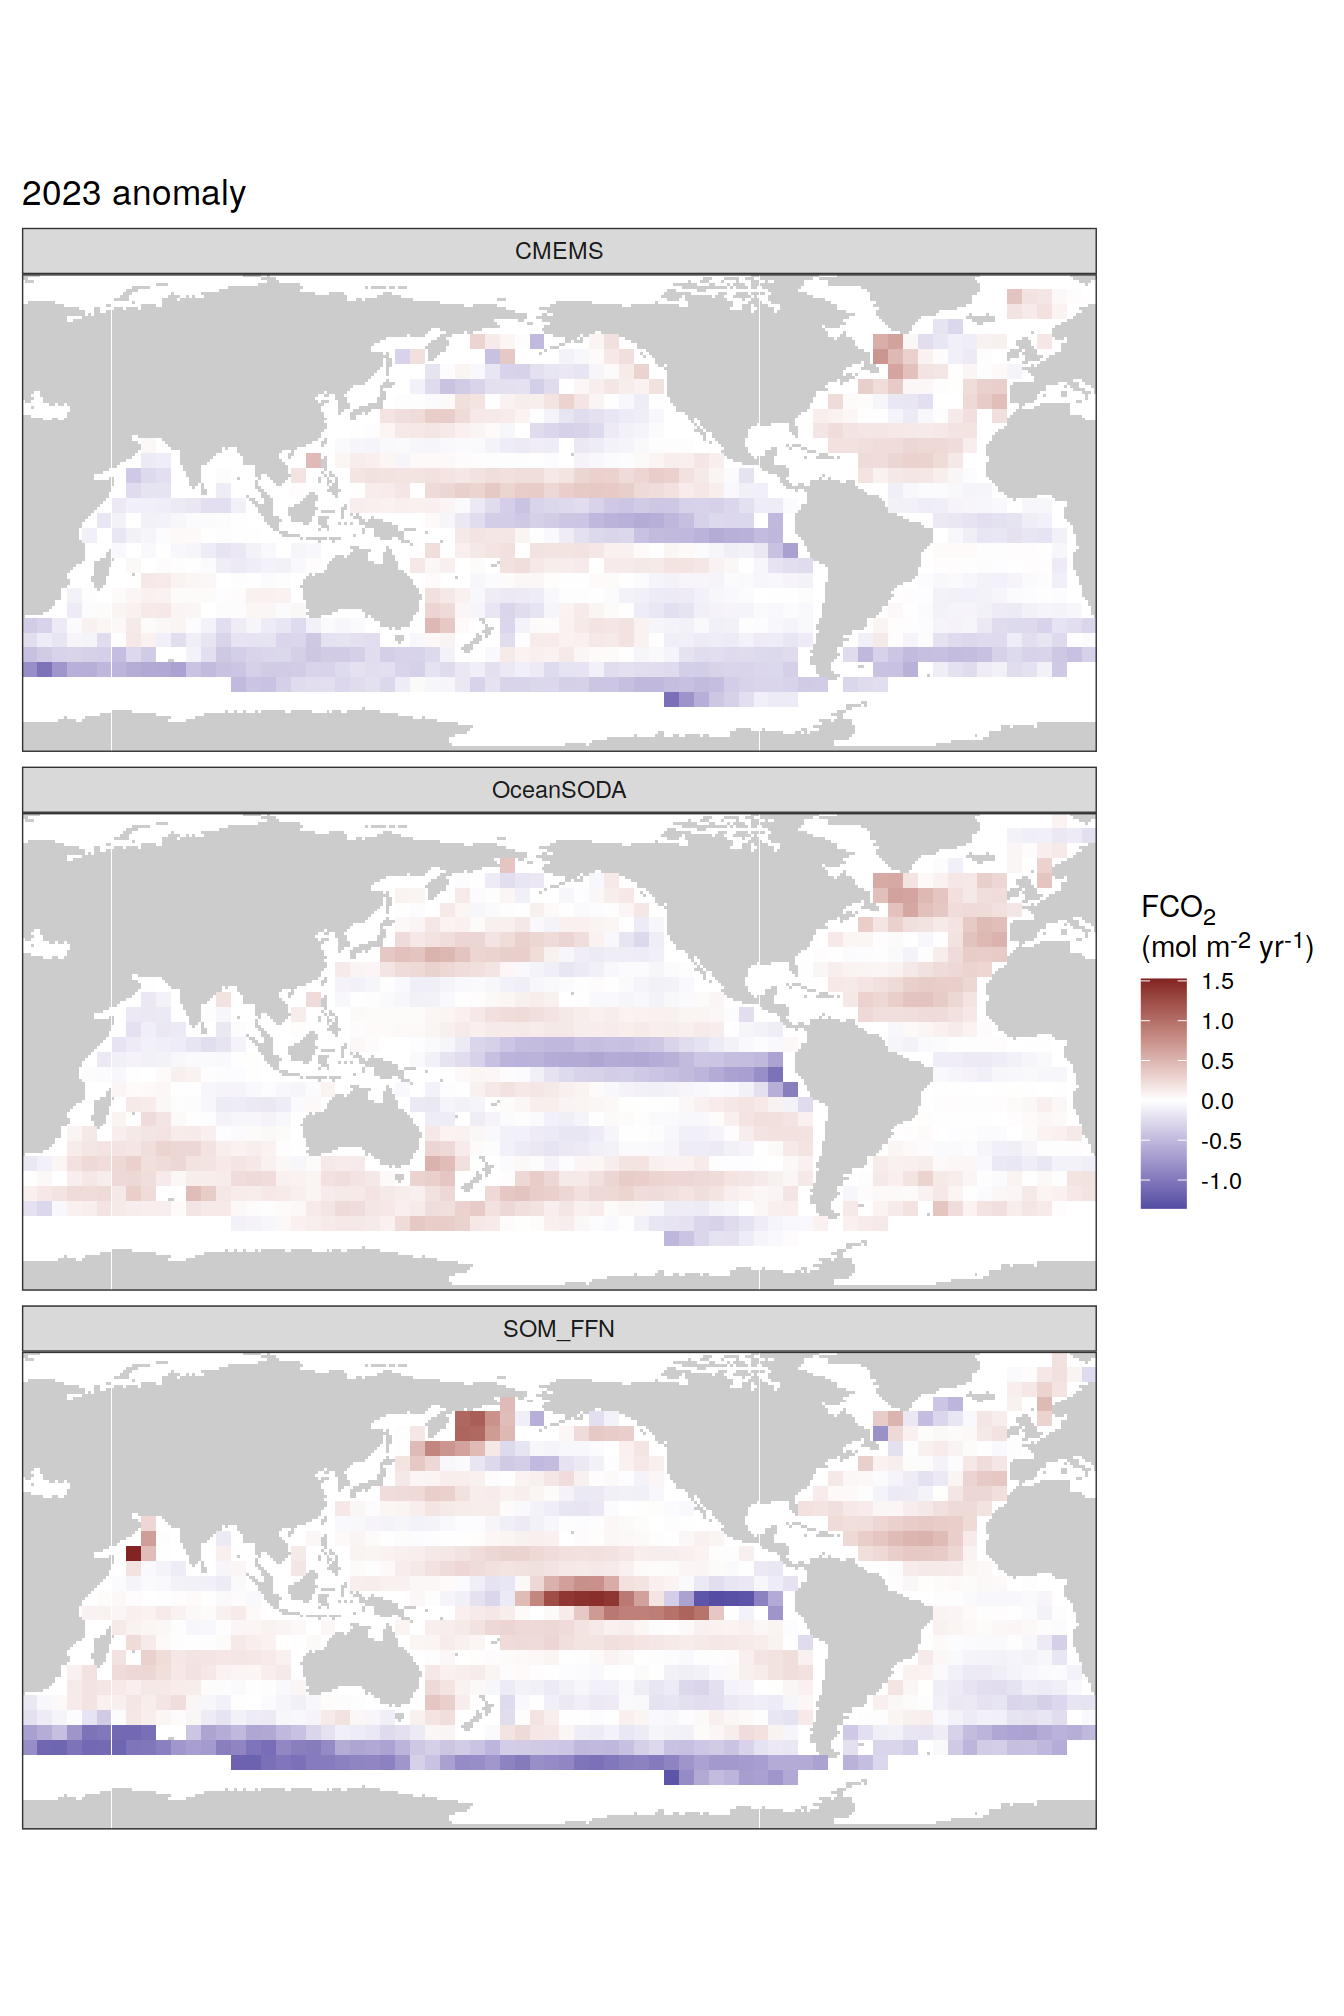 2023 anomaly
CMEMS
OceanSODA
FCO₂
(mol m⁻² yr⁻¹)
1.5
1.0
0.5
0.0
-0.5
-1.0
SOM_FFN